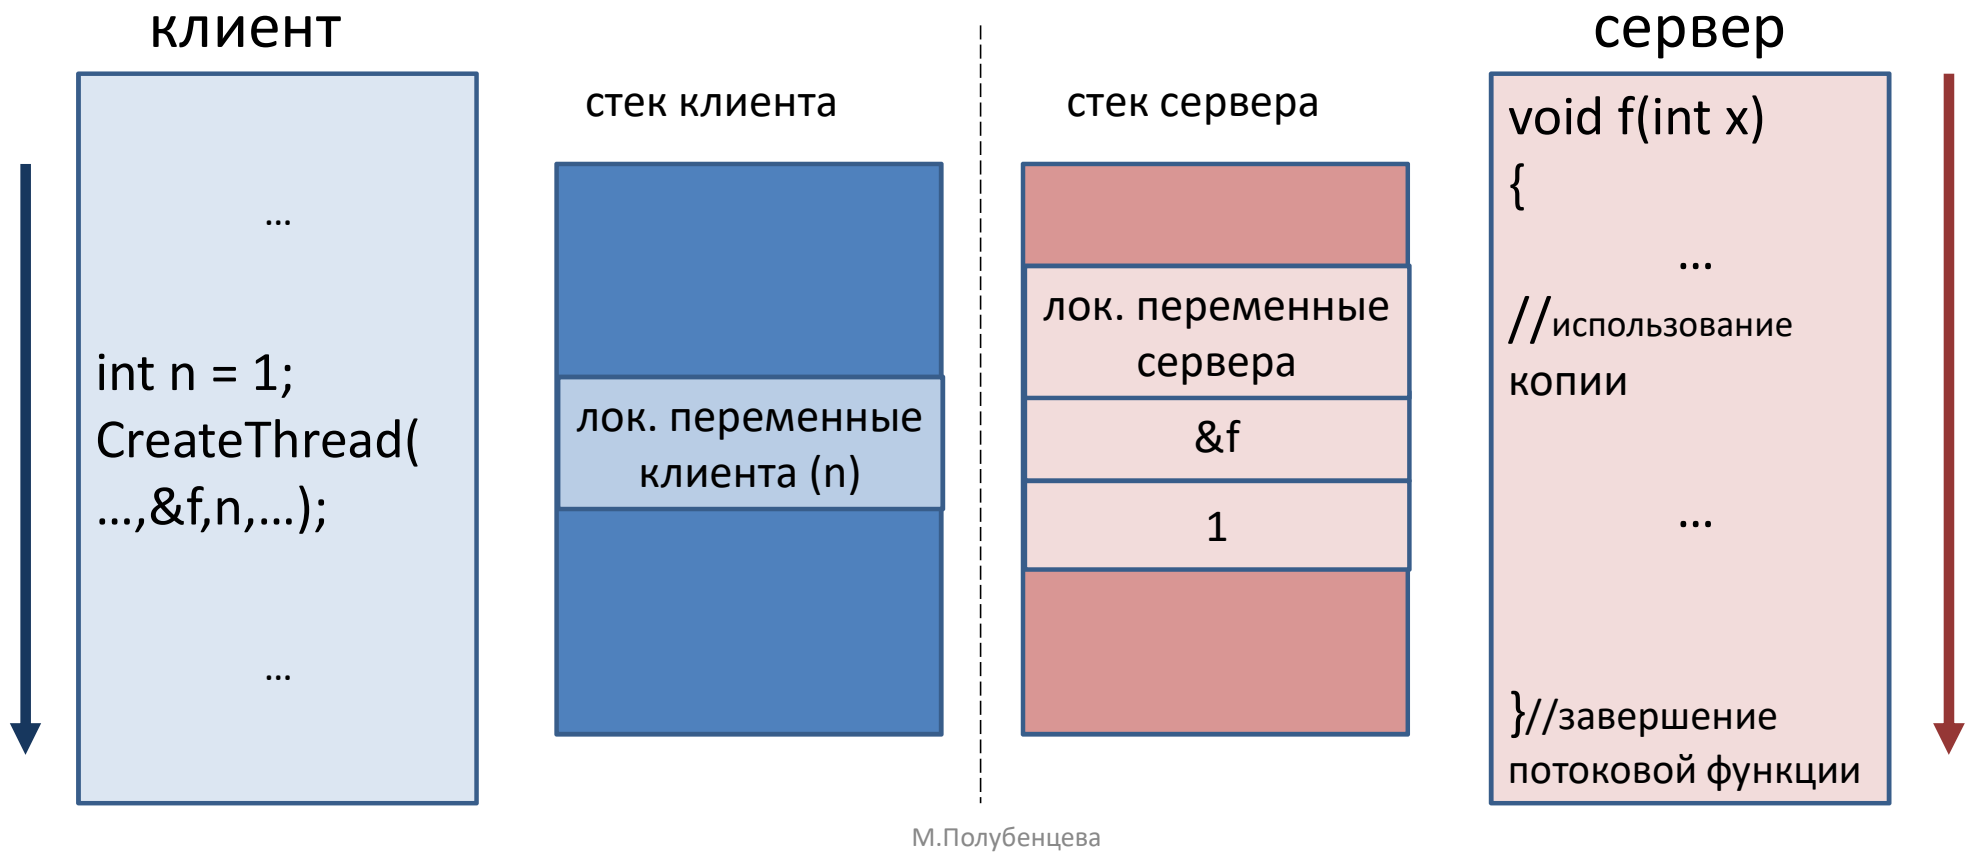 клиент
…
int n = 1;
CreateThread(
…,&f,n,…);
…
стек клиента
лок. переменные
клиента (n)
стек сервера
лок. переменные
сервера
&f
1
сервер
void f(int x)
{
…
//использование
копии
…
}//завершение
потоковой функции
М.Полубенцева